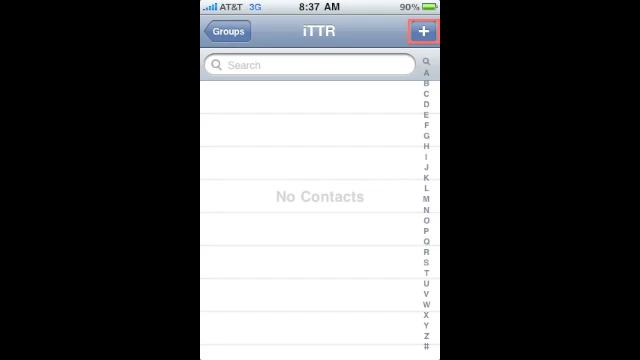 AT&T 3G 8:37 AM 90%
Groups iTTR +
Search
No Contacts
A
B
C
D
E
F
G
H
I
J
K
L
M
N
O
P
Q
R
S
T
U
V
W
X
Y
Z
#